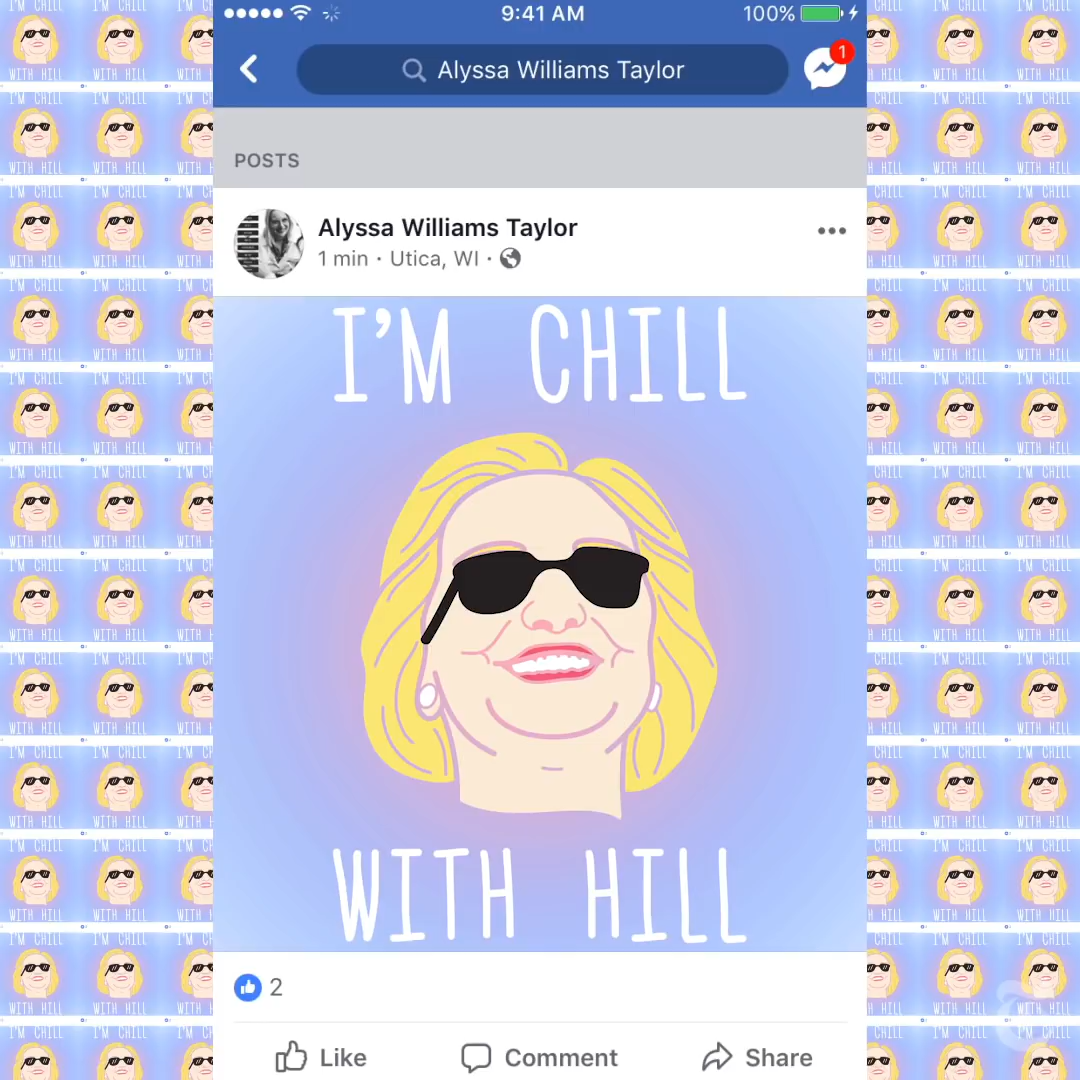 9:41 AM
100%
Alyssa Williams Taylor
1
POSTS
Alyssa Williams Taylor
1 min · Utica, WI ·
I'M CHILL
WITH HILL
2
Like
Comment
Share